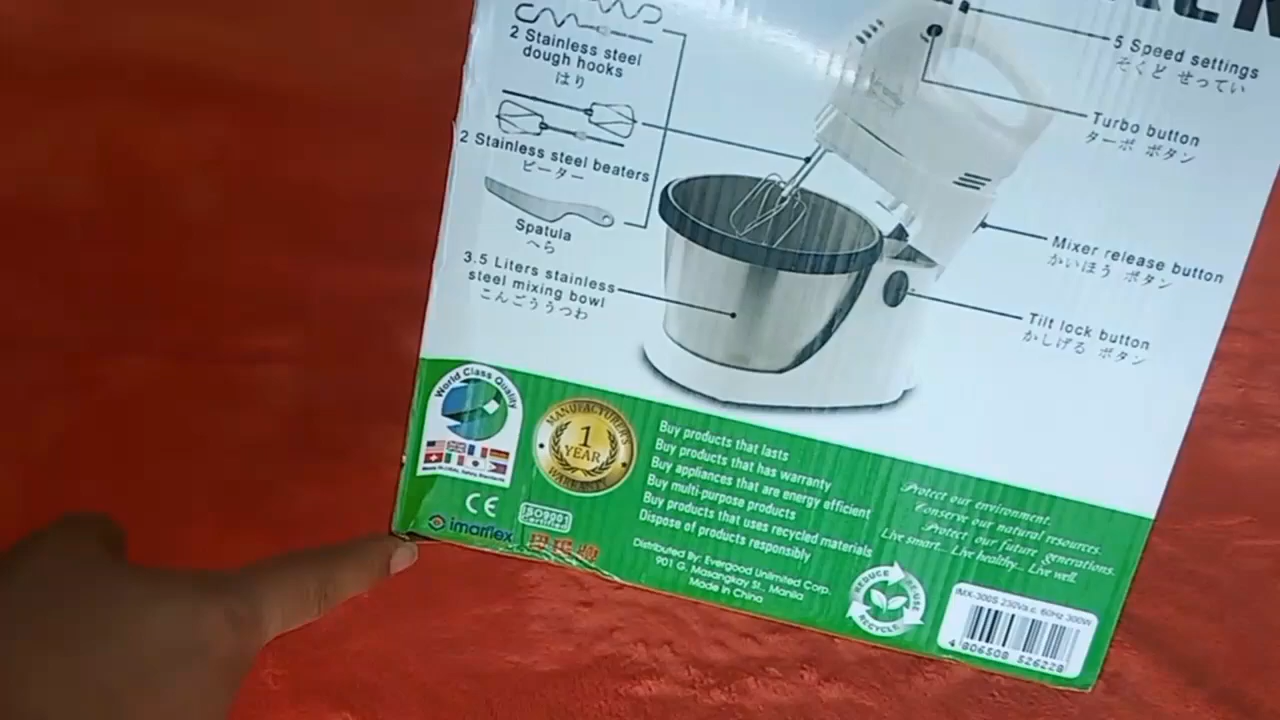 2 Stainless steel
dough hooks
はり
2 Stainless steel beaters
ビーター
Spatula
へら
3.5 Liters stainless
steel mixing bowl
こんごううつわ
5 Speed settings
そくど せってい
Turbo button
ターボ ボタン
Mixer release button
かいほう ボタン
Tilt lock button
かしげる ボタン
World Class Quality
Meets GLOBAL Safety Standards
CE
imarflex
ISO9001
MANUFACTURER'S
1
YEAR
WARRANTY
Buy products that lasts
Buy products that has warranty
Buy appliances that are energy efficient
Buy multi-purpose products
Buy products that uses recycled materials
Dispose of products responsibly
Distributed By: Evergood Unlimited Corp.
901 G. Masangkay St., Manila
Made in China
Protect our environment.
Conserve our natural resources.
Protect our future generations.
Live smart... Live healthy... Live well.
REDUCE
RE-USE
RECYCLE
IMX-300S 230Va.c. 60Hz 300W
4 806508 526228